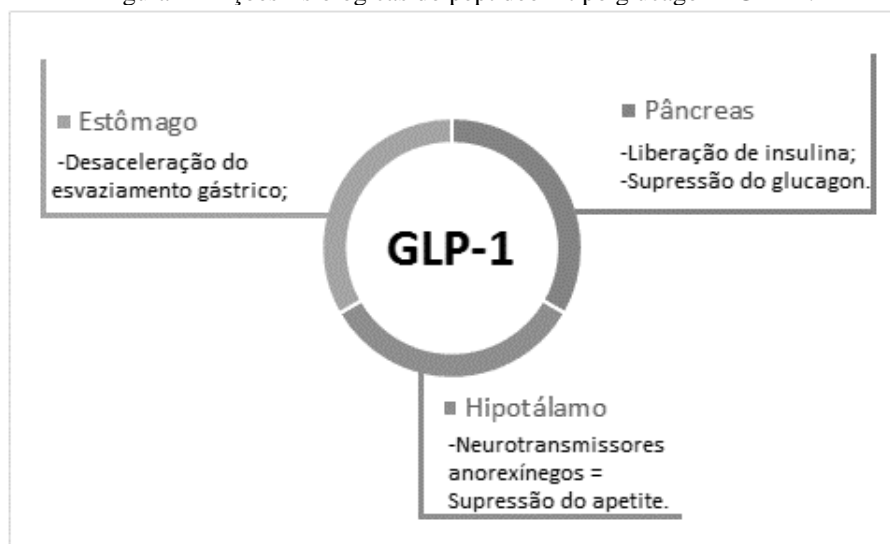 Estômago
-Desaceleração do
esvaziamento gástrico;
Pâncreas
-Liberação de insulina;
-Supressão do glucagon.
GLP-1
Hipotálamo
-Neurotransmissores
anorexínegos =
Supressão do apetite.